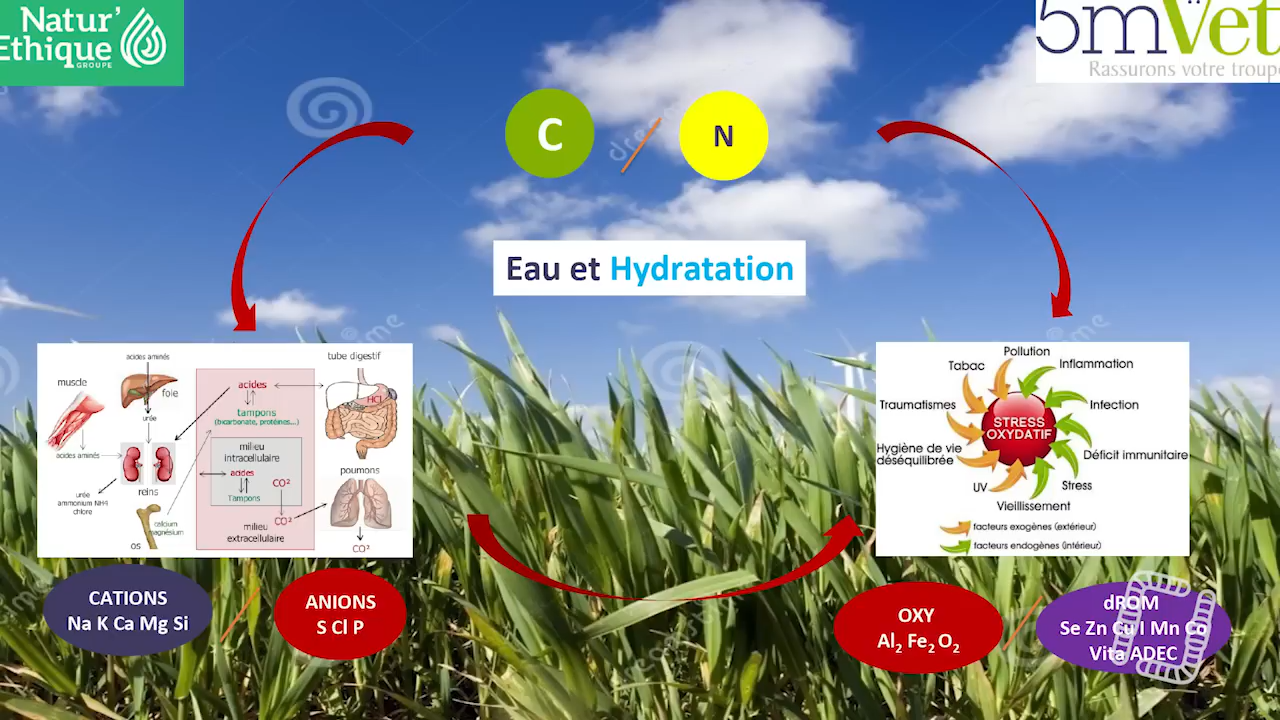 Natur'
Ethique
GROUPE
5mVet
Rassurons votre troupe
C
N
Eau et Hydratation
acides aminés
muscle
foie
urée
acides aminés
reins
urée
ammonium NH4
chlore
calcium
magnésium
os
acides
tampons
(bicarbonate, protéines...)
milieu
intracellulaire
acides
CO²
Tampons
CO²
milieu
extracellulaire
tube digestif
HCl
poumons
CO²
Pollution
Tabac
Inflammation
Traumatismes
Infection
STRESS
OXYDATIF
Hygiène de vie
déséquilibrée
Déficit immunitaire
UV
Stress
Vieillissement
facteurs exogènes (extérieur)
facteurs endogènes (intérieur)
CATIONS
Na K Ca Mg Si
ANIONS
S Cl P
OXY
Al₂ Fe₂ O₂
dROM
Se Zn Cu I Mn Co
Vita ADEC